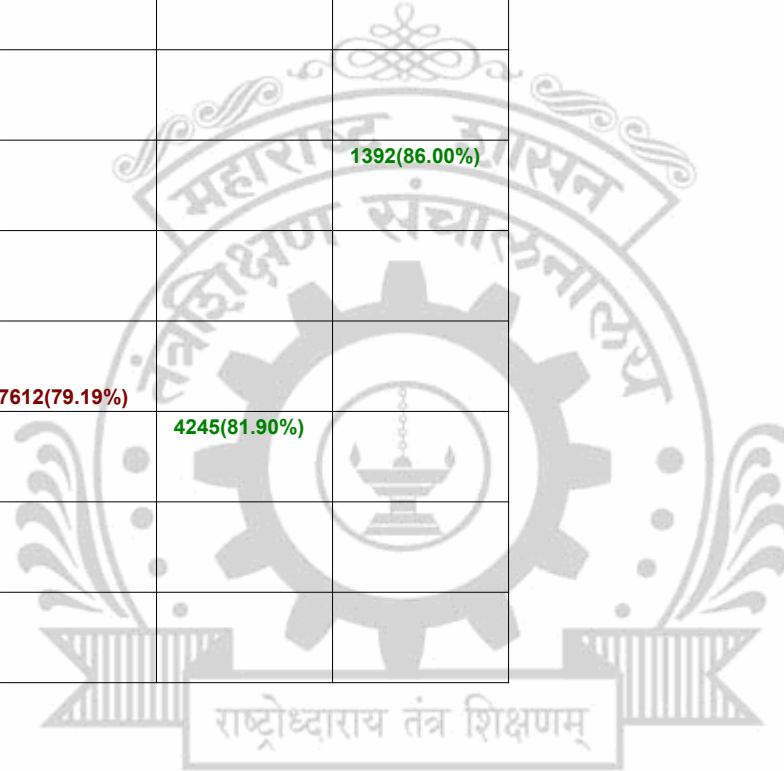 महाराष्ट्र शासन
1392(86.00%)
तंत्रशिक्षण संचालनालय
7612(79.19%)
4245(81.90%)
राष्ट्रोध्दाराय तंत्र शिक्षणम्